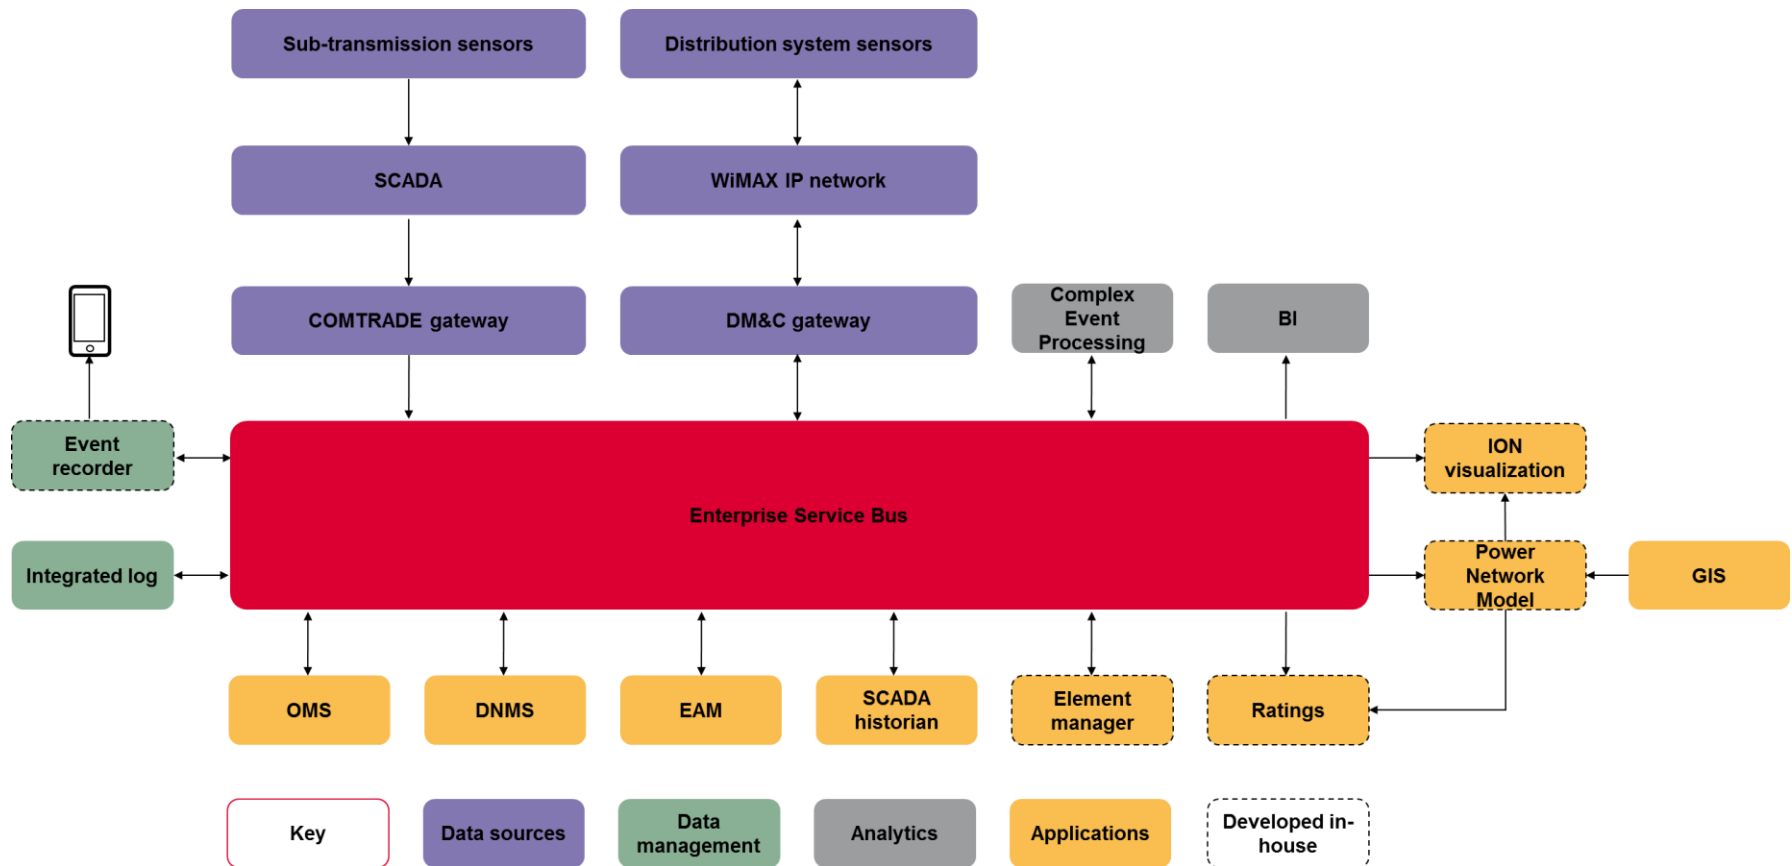 Sub-transmission sensors
Distribution system sensors
SCADA
WiMAX IP network
COMTRADE gateway
DM&C gateway
Complex
Event
Processing
BI
Event
recorder
ION
visualization
Enterprise Service Bus
Integrated log
Power
Network
Model
GIS
OMS
DNMS
EAM
SCADA
historian
Element
manager
Ratings
Key
Data sources
Data
management
Analytics
Applications
Developed in-
house